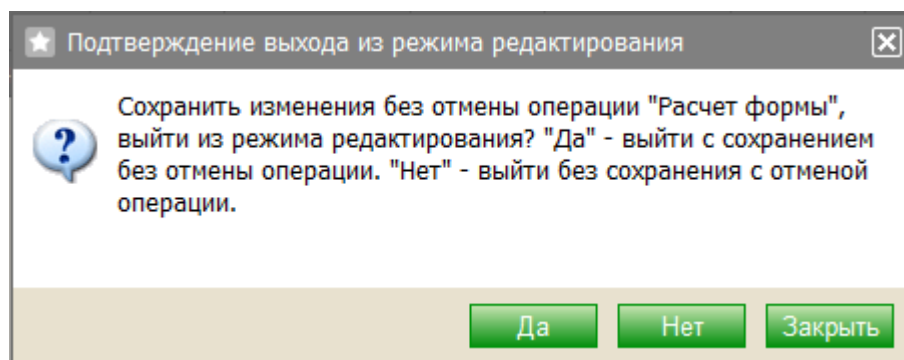 Подтверждение выхода из режима редактирования
Сохранить изменения без отмены операции "Расчет формы",
выйти из режима редактирования? "Да" - выйти с сохранением
без отмены операции. "Нет" - выйти без сохранения с отменой
операции.
Да Нет Закрыть